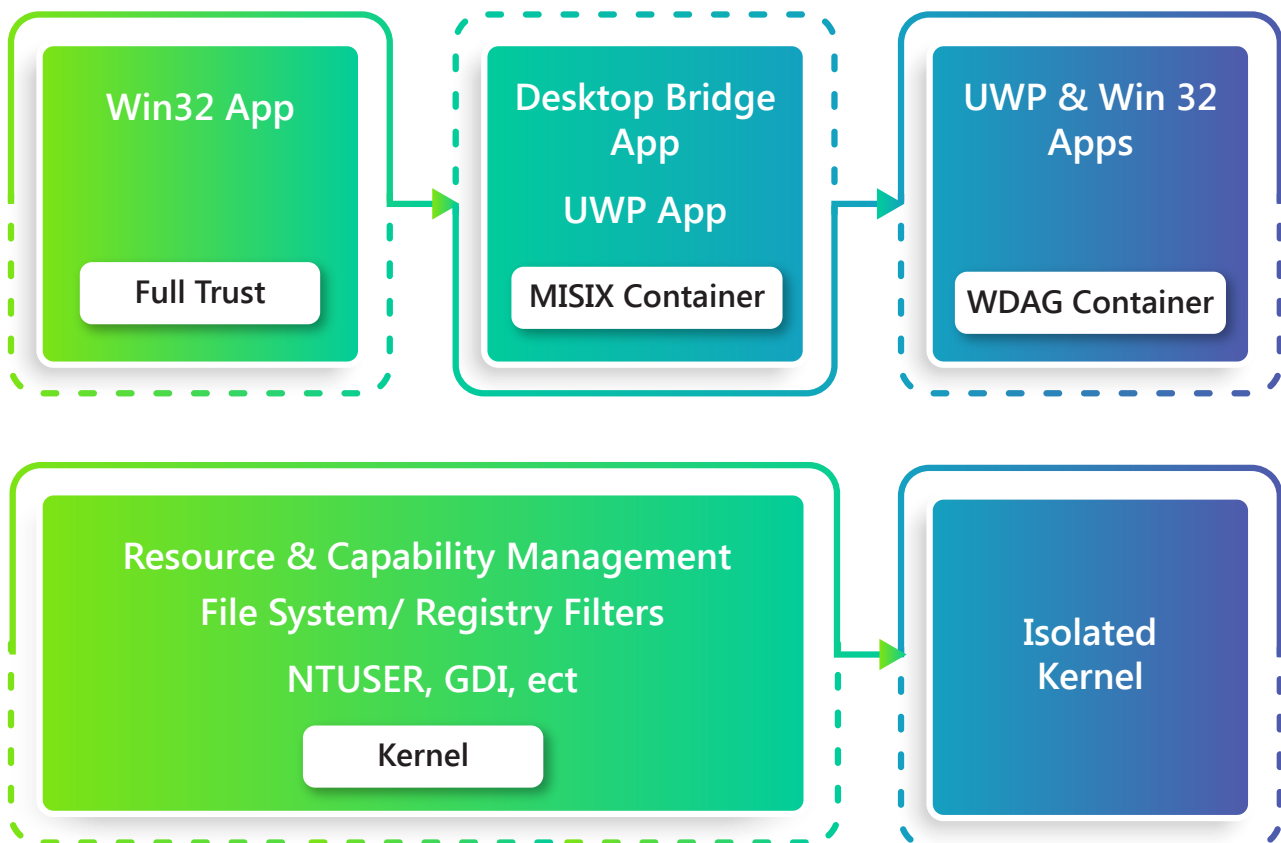 Win32 App
Full Trust
Desktop Bridge
App
UWP App
MISIX Container
UWP & Win 32
Apps
WDAG Container
Resource & Capability Management
File System/ Registry Filters
NTUSER, GDI, ect
Kernel
Isolated
Kernel